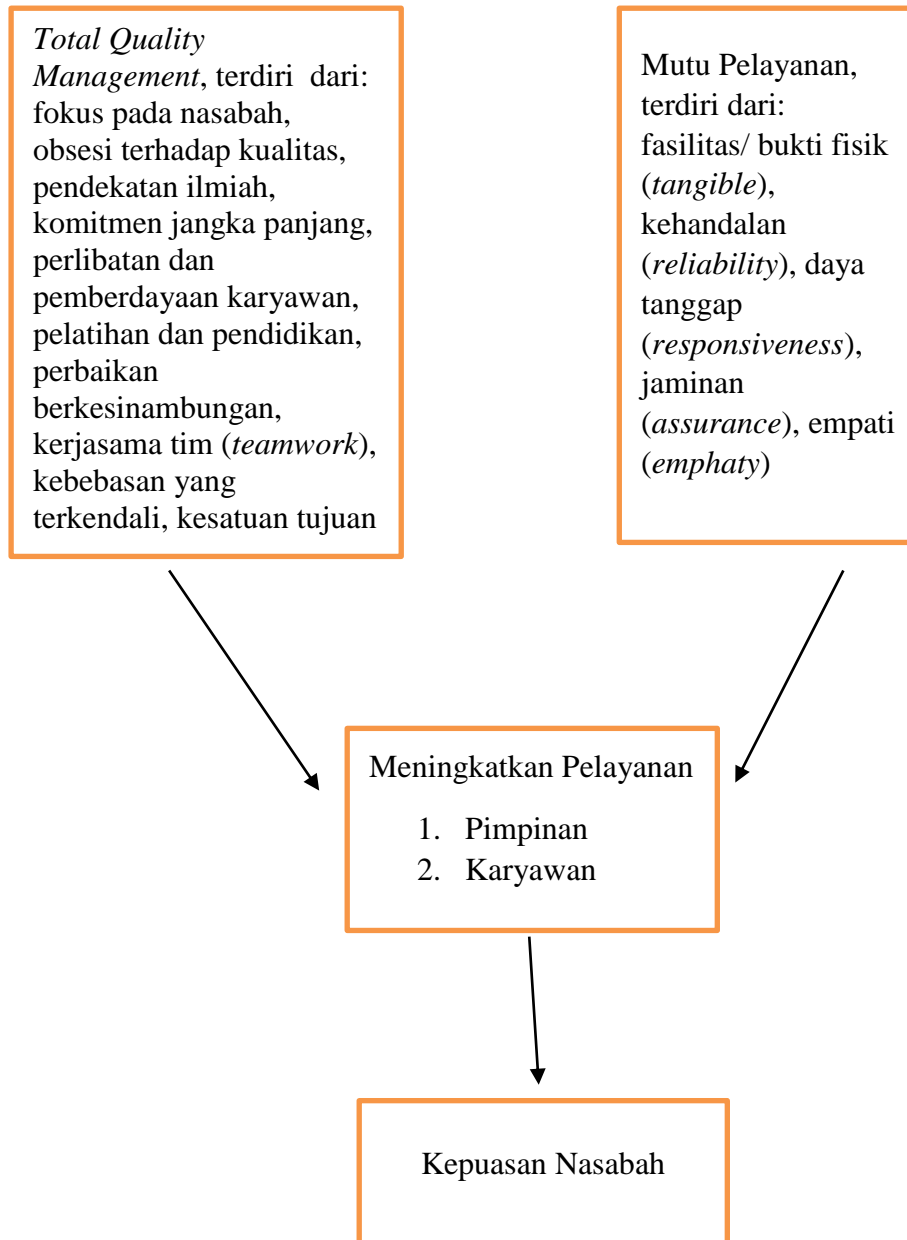 Total Quality
Management, terdiri  dari:
fokus pada nasabah,
obsesi terhadap kualitas,
pendekatan ilmiah,
komitmen jangka panjang,
perlibatan dan
pemberdayaan karyawan,
pelatihan dan pendidikan,
perbaikan
berkesinambungan,
kerjasama tim (teamwork),
kebebasan yang
terkendali, kesatuan tujuan
Mutu Pelayanan,
terdiri dari:
fasilitas/ bukti fisik
(tangible),
kehandalan
(reliability), daya
tanggap
(responsiveness),
jaminan
(assurance), empati
(emphaty)
Meningkatkan Pelayanan
1. Pimpinan
2. Karyawan
Kepuasan Nasabah